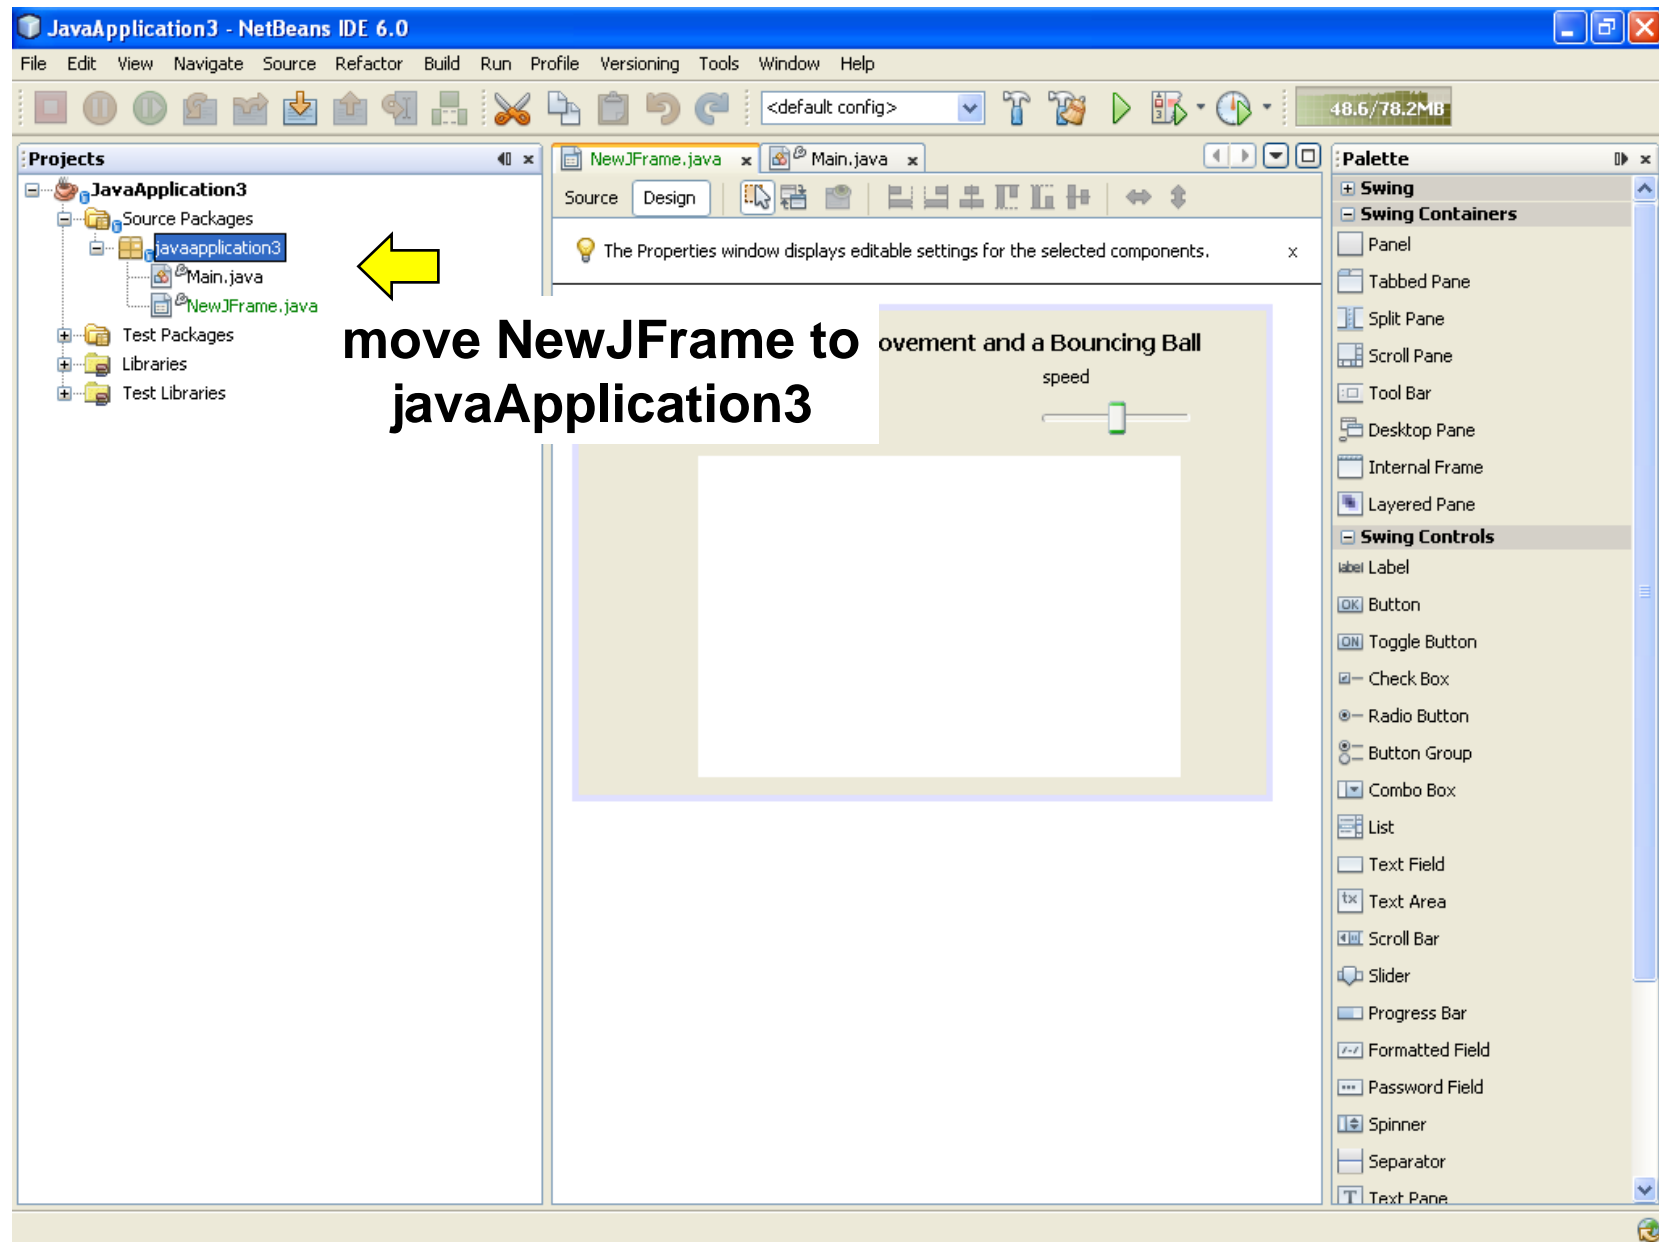 JavaApplication3 - NetBeans IDE 6.0
File Edit View Navigate Source Refactor Build Run Profile Versioning Tools Window Help
<default config>
48.6/78.2MB
Projects
JavaApplication3
Source Packages
javaapplication3
Main.java
NewJFrame.java
Test Packages
Libraries
Test Libraries
move NewJFrame to
javaApplication3
NewJFrame.java
Main.java
Source Design
The Properties window displays editable settings for the selected components. x
ovement and a Bouncing Ball
speed
Palette
Swing
Swing Containers
Panel
Tabbed Pane
Split Pane
Scroll Pane
Tool Bar
Desktop Pane
Internal Frame
Layered Pane
Swing Controls
label Label
OK Button
ON Toggle Button
Check Box
Radio Button
Button Group
Combo Box
List
Text Field
tx Text Area
Scroll Bar
Slider
Progress Bar
Formatted Field
Password Field
Spinner
Separator
T Text Pane